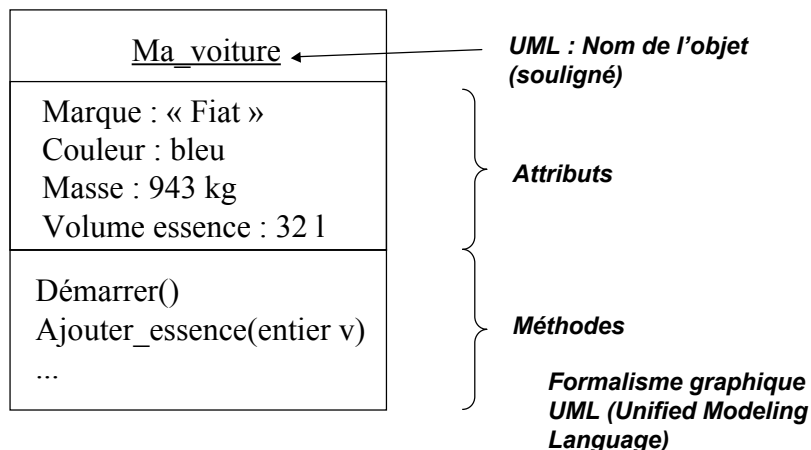 Ma_voiture
UML : Nom de l’objet
(souligné)
Marque : « Fiat »
Couleur : bleu
Masse : 943 kg
Volume essence : 32 l
Attributs
Démarrer()
Ajouter_essence(entier v)
...
Méthodes
Formalisme graphique
UML (Unified Modeling
Language)